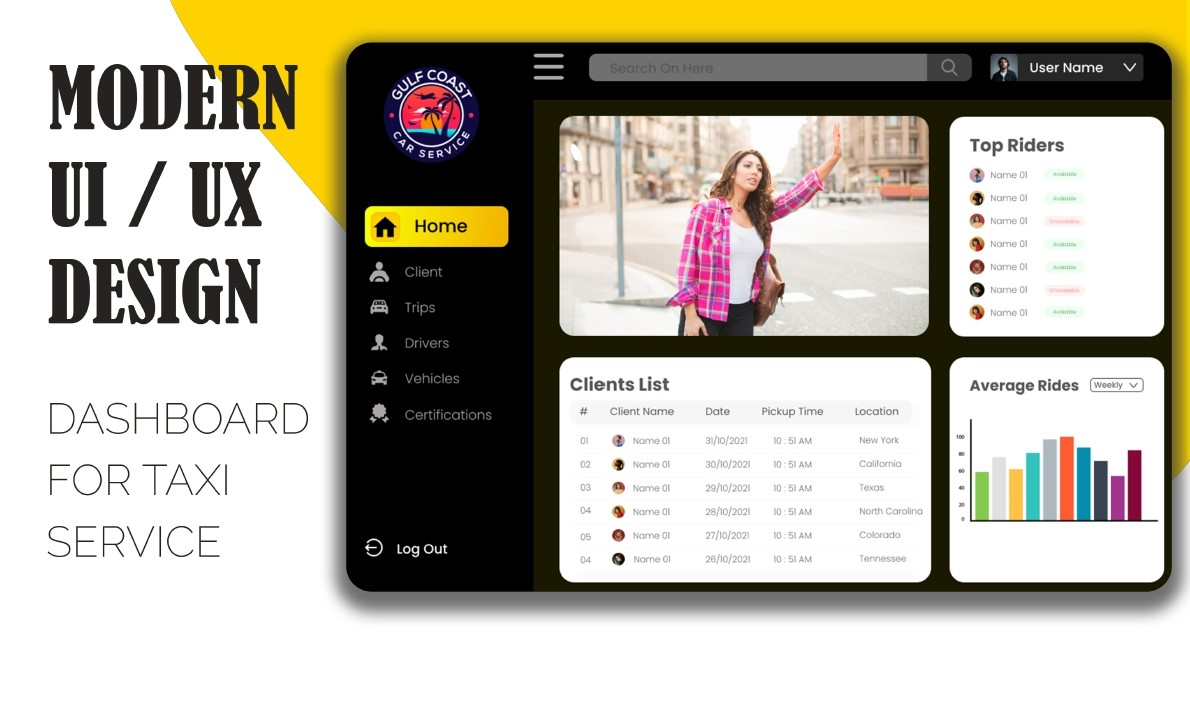 MODERN
UI / UX
DESIGN
DASHBOARD
FOR TAXI
SERVICE
GULF COAST
CAR SERVICE
Home
Client
Trips
Drivers
Vehicles
Certifications
Log Out
Search On Here
User Name
Top Riders
Name 01 Available
Name 01 Available
Name 01 Unavailable
Name 01 Available
Name 01 Available
Name 01 Unavailable
Name 01 Available
Clients List
# Client Name Date Pickup Time Location
01 Name 01 31/10/2021 10 : 51 AM New York
02 Name 01 30/10/2021 10 : 51 AM California
03 Name 01 29/10/2021 10 : 51 AM Texas
04 Name 01 28/10/2021 10 : 51 AM North Carolina
05 Name 01 27/10/2021 10 : 51 AM Colorado
04 Name 01 26/10/2021 10 : 51 AM Tennessee
Average Rides Weekly
100
80
60
40
20
0